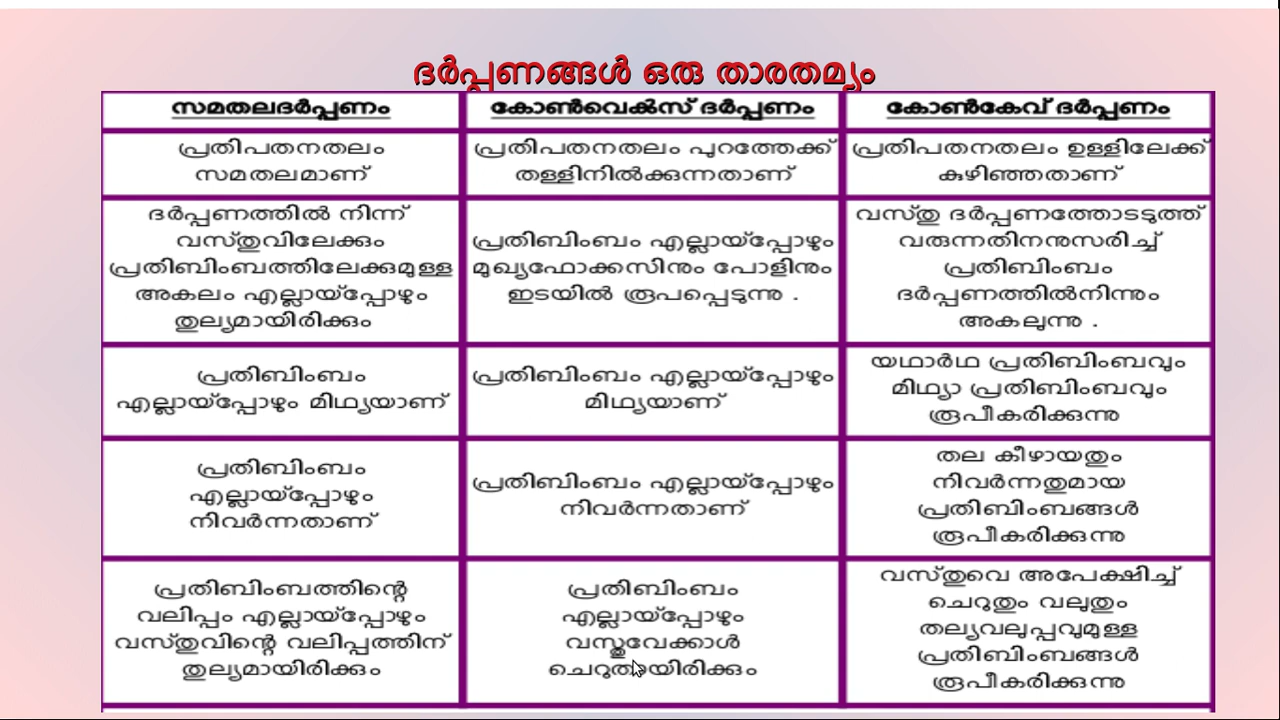 ദർപ്പണങ്ങൾ ഒരു താരതമ്യം
സമതലദർപ്പണം
കോൺവെക്സ് ദർപ്പണം
കോൺകേവ് ദർപ്പണം
പ്രതിപതനതലം
സമതലമാണ്
പ്രതിപതനതലം പുറത്തേക്ക്
തള്ളിനിൽക്കുന്നതാണ്
പ്രതിപതനതലം ഉള്ളിലേക്ക്
കുഴിഞ്ഞതാണ്
ദർപ്പണത്തിൽ നിന്ന്
വസ്തുവിലേക്കും
പ്രതിബിംബത്തിലേക്കുമുള്ള
അകലം എല്ലായ്പ്പോഴും
തുല്യമായിരിക്കും
പ്രതിബിംബം എല്ലായ്പ്പോഴും
മുഖ്യഫോക്കസിനും പോളിനും
ഇടയിൽ രൂപപ്പെടുന്നു .
വസ്തു ദർപ്പണത്തോടടുത്ത്
വരുന്നതിനനുസരിച്ച്
പ്രതിബിംബം
ദർപ്പണത്തിൽനിന്നും
അകലുന്നു .
പ്രതിബിംബം
എല്ലായ്പ്പോഴും മിഥ്യയാണ്
പ്രതിബിംബം എല്ലായ്പ്പോഴും
മിഥ്യയാണ്
യഥാർഥ പ്രതിബിംബവും
മിഥ്യാ പ്രതിബിംബവും
രൂപീകരിക്കുന്നു
പ്രതിബിംബം
എല്ലായ്പ്പോഴും
നിവർന്നതാണ്
പ്രതിബിംബം എല്ലായ്പ്പോഴും
നിവർന്നതാണ്
തല കീഴായതും
നിവർന്നതുമായ
പ്രതിബിംബങ്ങൾ
രൂപീകരിക്കുന്നു
പ്രതിബിംബത്തിന്റെ
വലിപ്പം എല്ലായ്പ്പോഴും
വസ്തുവിന്റെ വലിപ്പത്തിന്
തുല്യമായിരിക്കും
പ്രതിബിംബം
എല്ലായ്പ്പോഴും
വസ്തുവേക്കാൾ
ചെറുതായിരിക്കും
വസ്തുവെ അപേക്ഷിച്ച്
ചെറുതും വലുതും
തല്യവലുപ്പവുമുള്ള
പ്രതിബിംബങ്ങൾ
രൂപീകരിക്കുന്നു